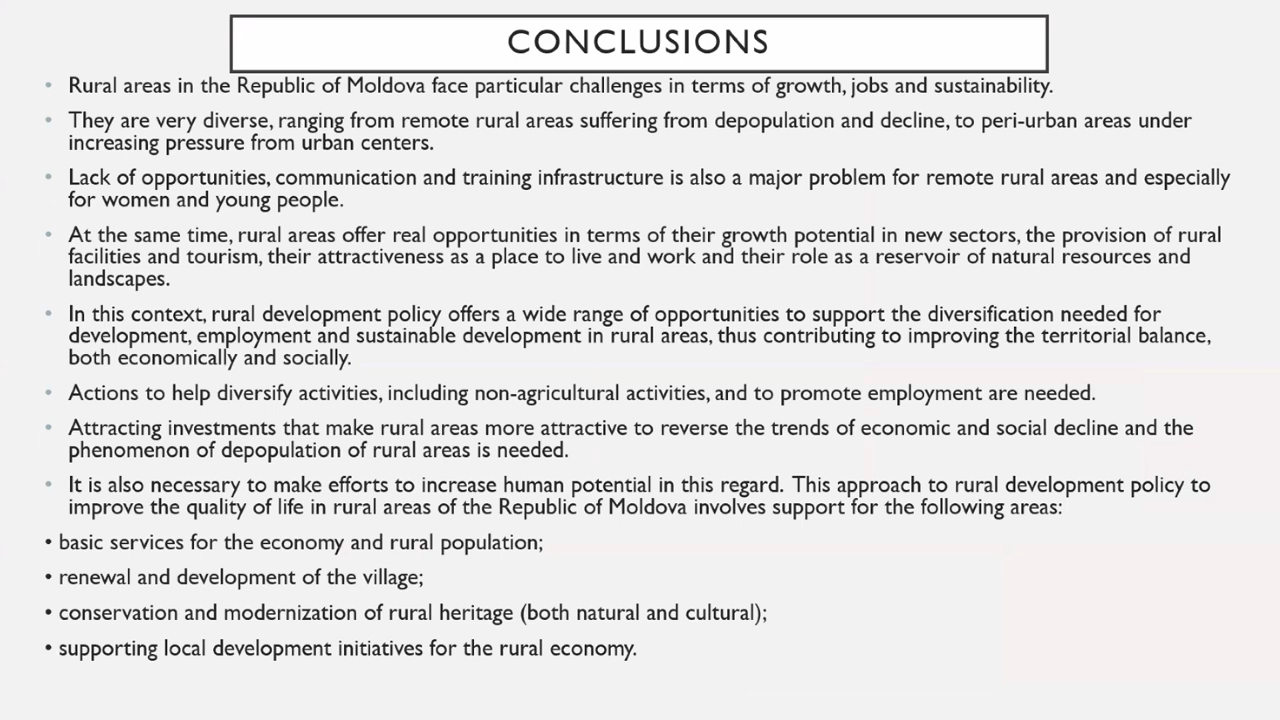 CONCLUSIONS
• Rural areas in the Republic of Moldova face particular challenges in terms of growth, jobs and sustainability.
• They are very diverse, ranging from remote rural areas suffering from depopulation and decline, to peri-urban areas under
increasing pressure from urban centers.
• Lack of opportunities, communication and training infrastructure is also a major problem for remote rural areas and especially
for women and young people.
• At the same time, rural areas offer real opportunities in terms of their growth potential in new sectors, the provision of rural
facilities and tourism, their attractiveness as a place to live and work and their role as a reservoir of natural resources and
landscapes.
• In this context, rural development policy offers a wide range of opportunities to support the diversification needed for
development, employment and sustainable development in rural areas, thus contributing to improving the territorial balance,
both economically and socially.
• Actions to help diversify activities, including non-agricultural activities, and to promote employment are needed.
• Attracting investments that make rural areas more attractive to reverse the trends of economic and social decline and the
phenomenon of depopulation of rural areas is needed.
• It is also necessary to make efforts to increase human potential in this regard. This approach to rural development policy to
improve the quality of life in rural areas of the Republic of Moldova involves support for the following areas:
• basic services for the economy and rural population;
• renewal and development of the village;
• conservation and modernization of rural heritage (both natural and cultural);
• supporting local development initiatives for the rural economy.